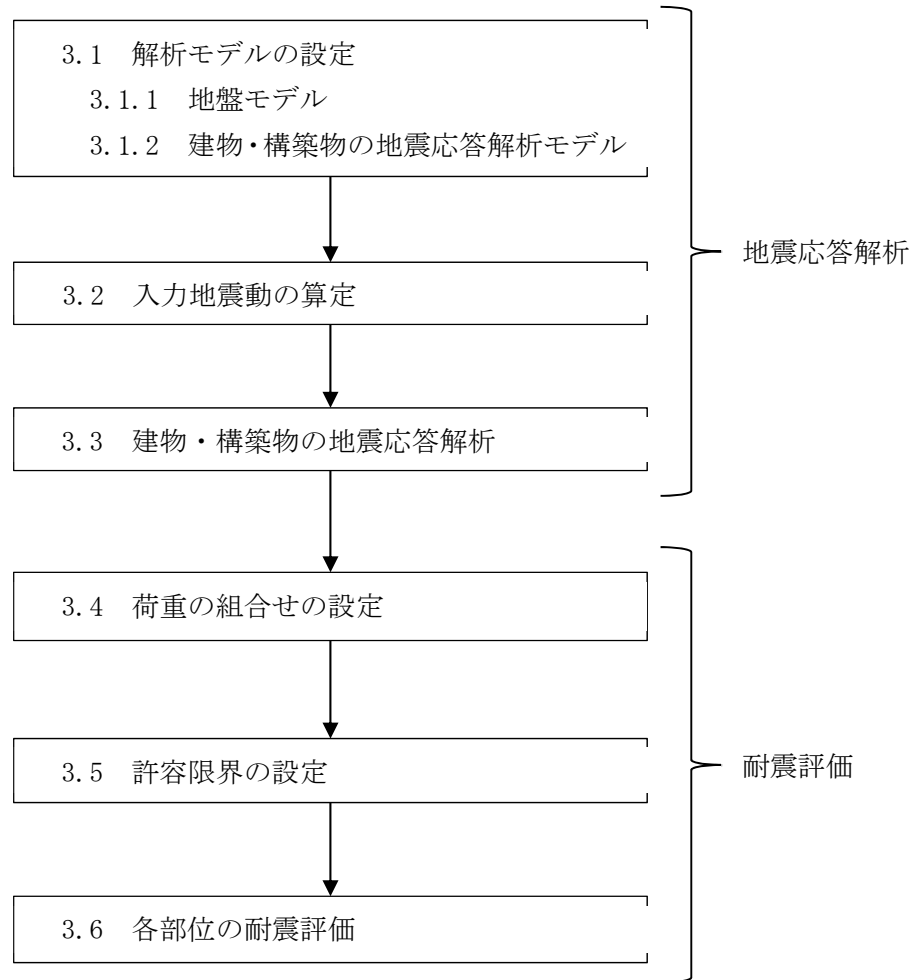 3.1 解析モデルの設定
3.1.1 地盤モデル
3.1.2 建物・構築物の地震応答解析モデル
地震応答解析
3.2 入力地震動の算定
3.3 建物・構築物の地震応答解析
3.4 荷重の組合せの設定
3.5 許容限界の設定
耐震評価
3.6 各部位の耐震評価